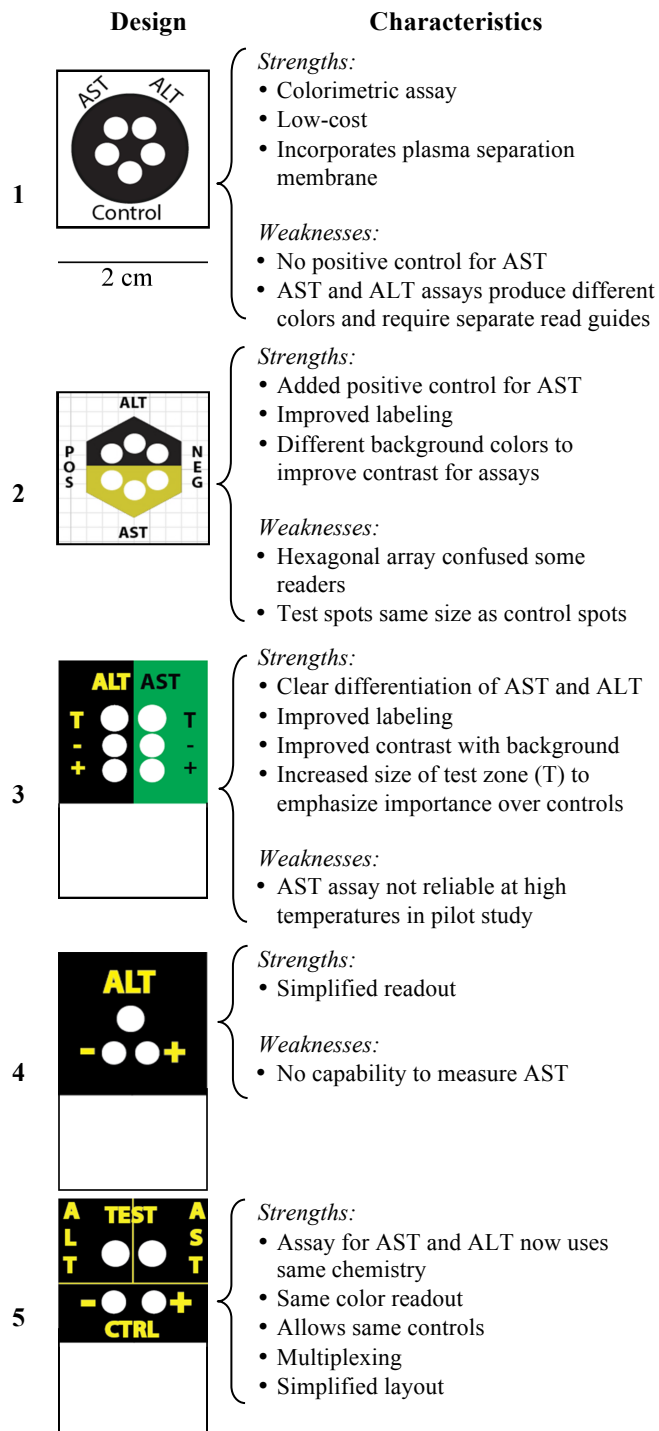 Design
Characteristics
1
AST ALT
Control
2 cm
Strengths:
• Colorimetric assay
• Low-cost
• Incorporates plasma separation
membrane
Weaknesses:
• No positive control for AST
• AST and ALT assays produce different
colors and require separate read guides
2
ALT
POS
NEG
AST
Strengths:
• Added positive control for AST
• Improved labeling
• Different background colors to
improve contrast for assays
Weaknesses:
• Hexagonal array confused some
readers
• Test spots same size as control spots
3
ALT AST
T T
- -
+ +
Strengths:
• Clear differentiation of AST and ALT
• Improved labeling
• Improved contrast with background
• Increased size of test zone (T) to
emphasize importance over controls
Weaknesses:
• AST assay not reliable at high
temperatures in pilot study
4
ALT
- +
Strengths:
• Simplified readout
Weaknesses:
• No capability to measure AST
5
ALT
TEST
AST
- +
CTRL
Strengths:
• Assay for AST and ALT now uses
same chemistry
• Same color readout
• Allows same controls
• Multiplexing
• Simplified layout